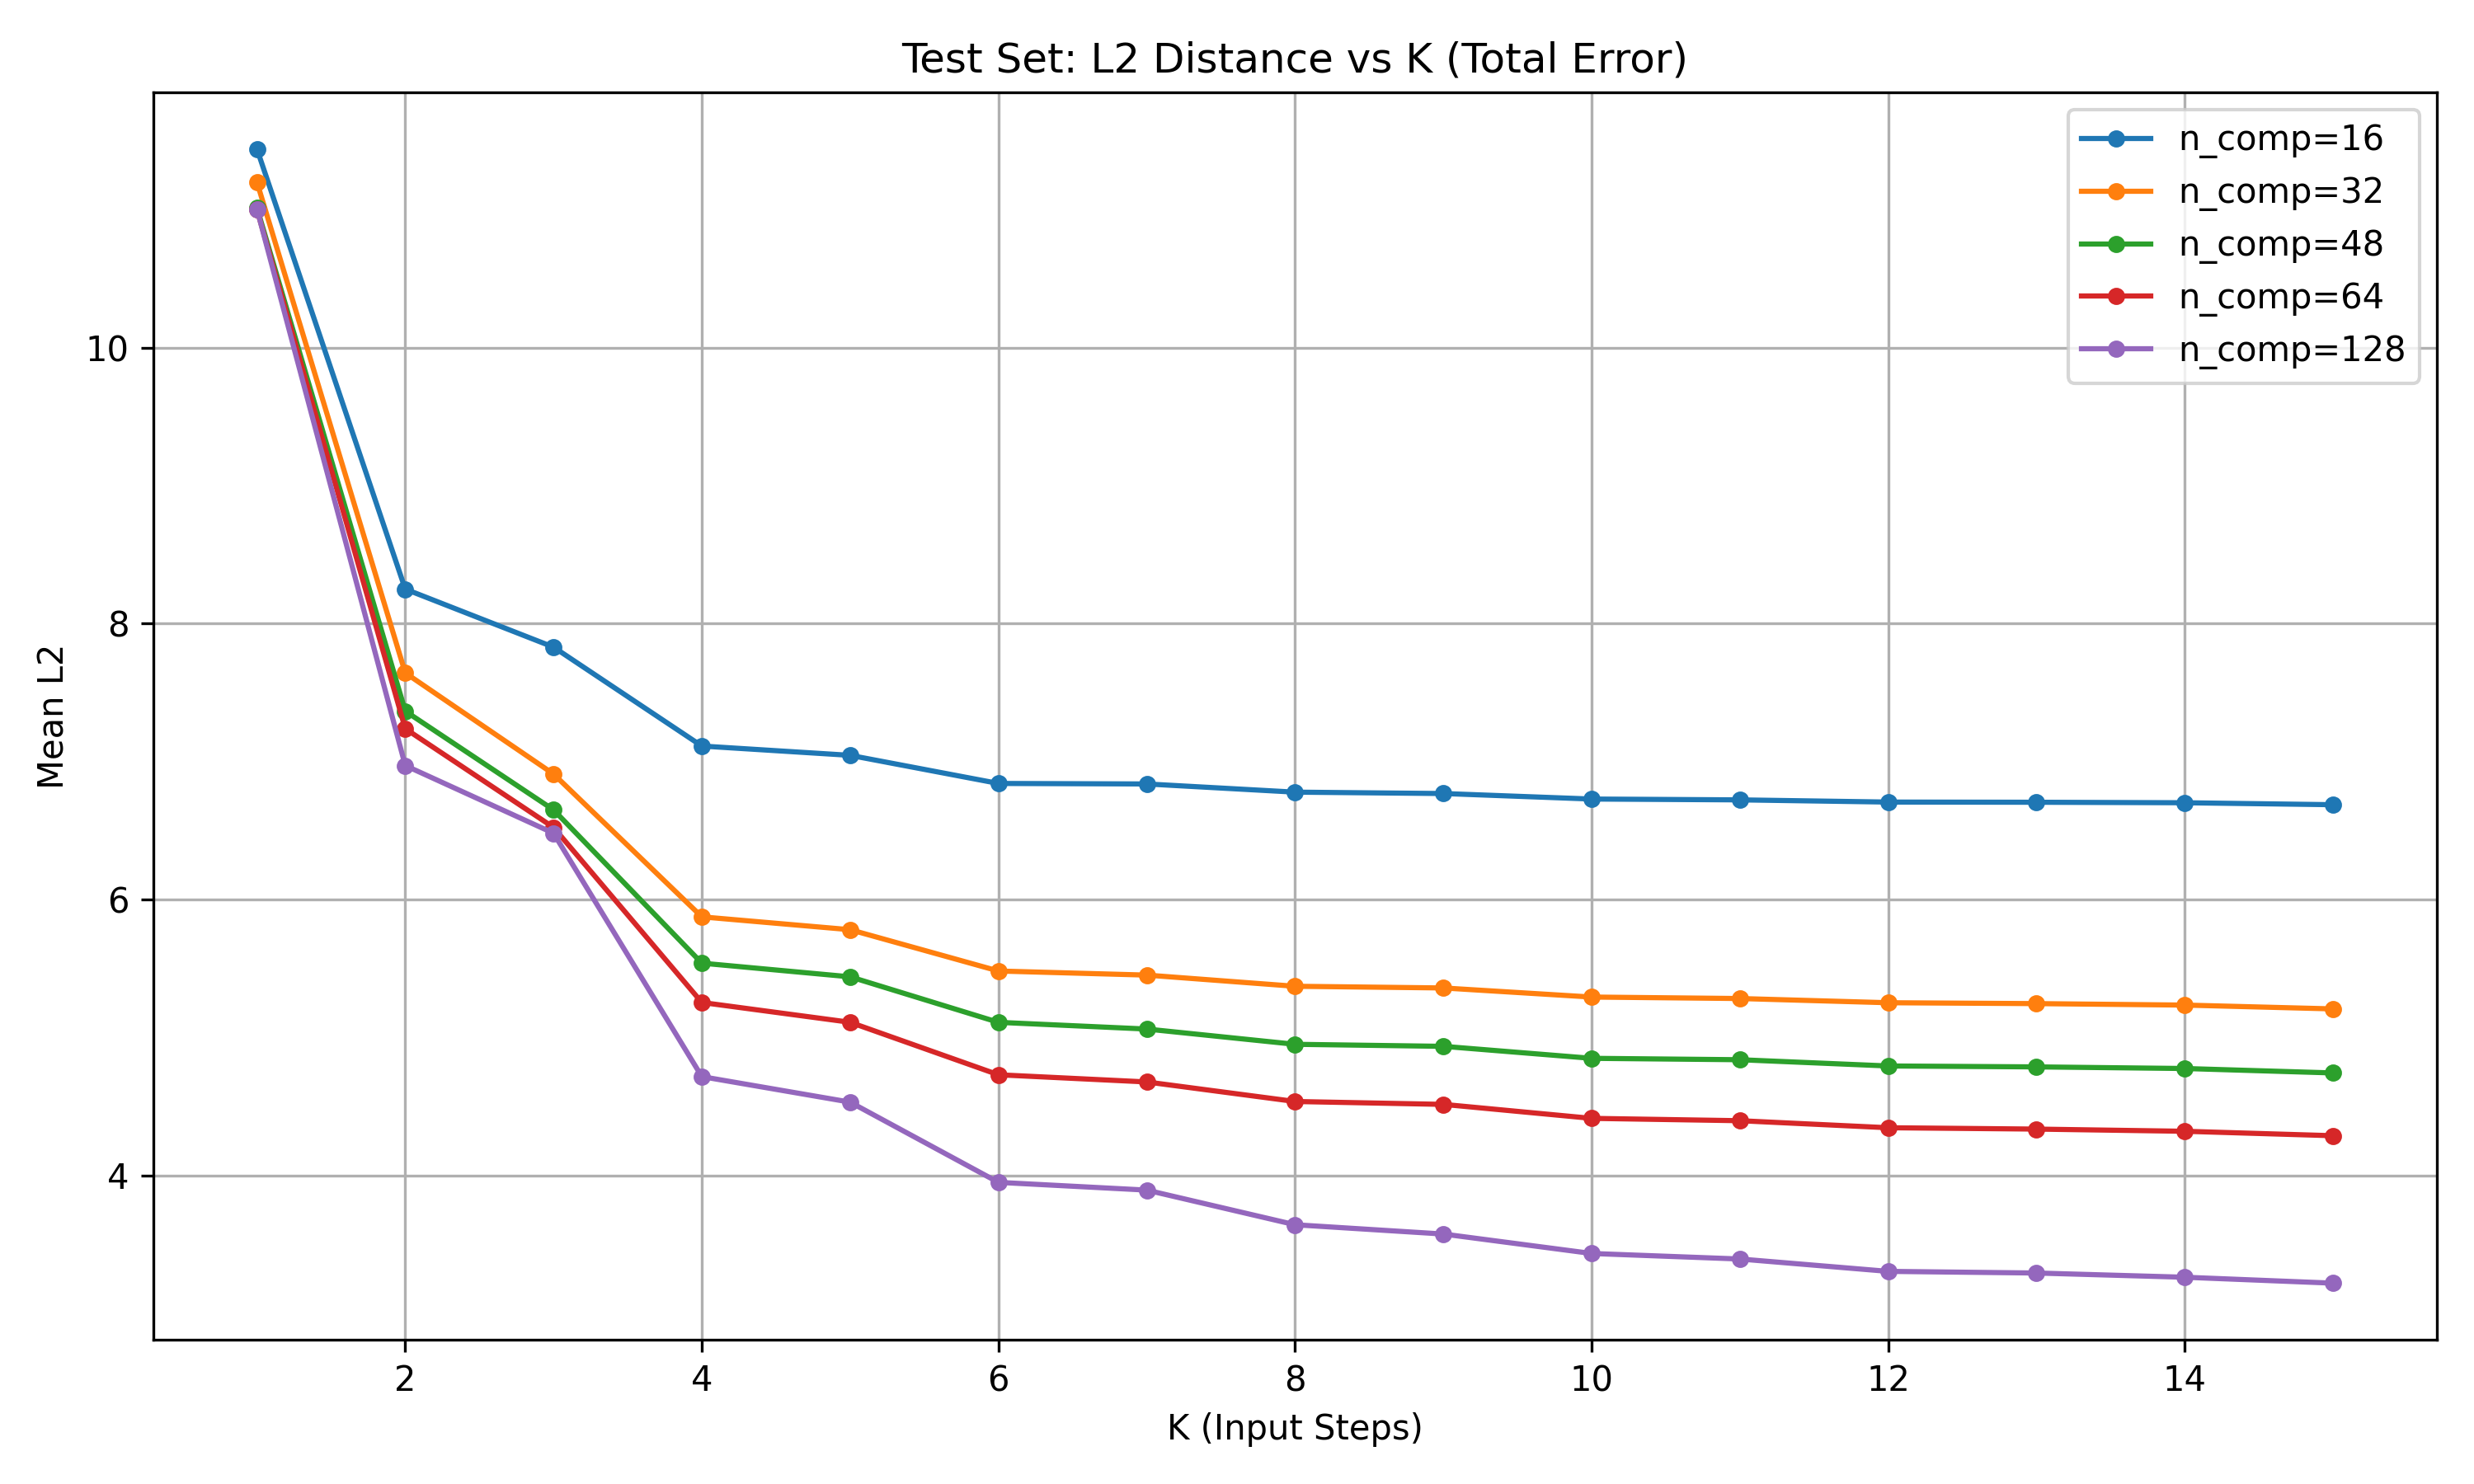 Test Set: L2 Distance vs K (Total Error)
n_comp=16
n_comp=32
n_comp=48
n_comp=64
n_comp=128
Mean L2
10
8
6
4
2 4 6 8 10 12 14
K (Input Steps)